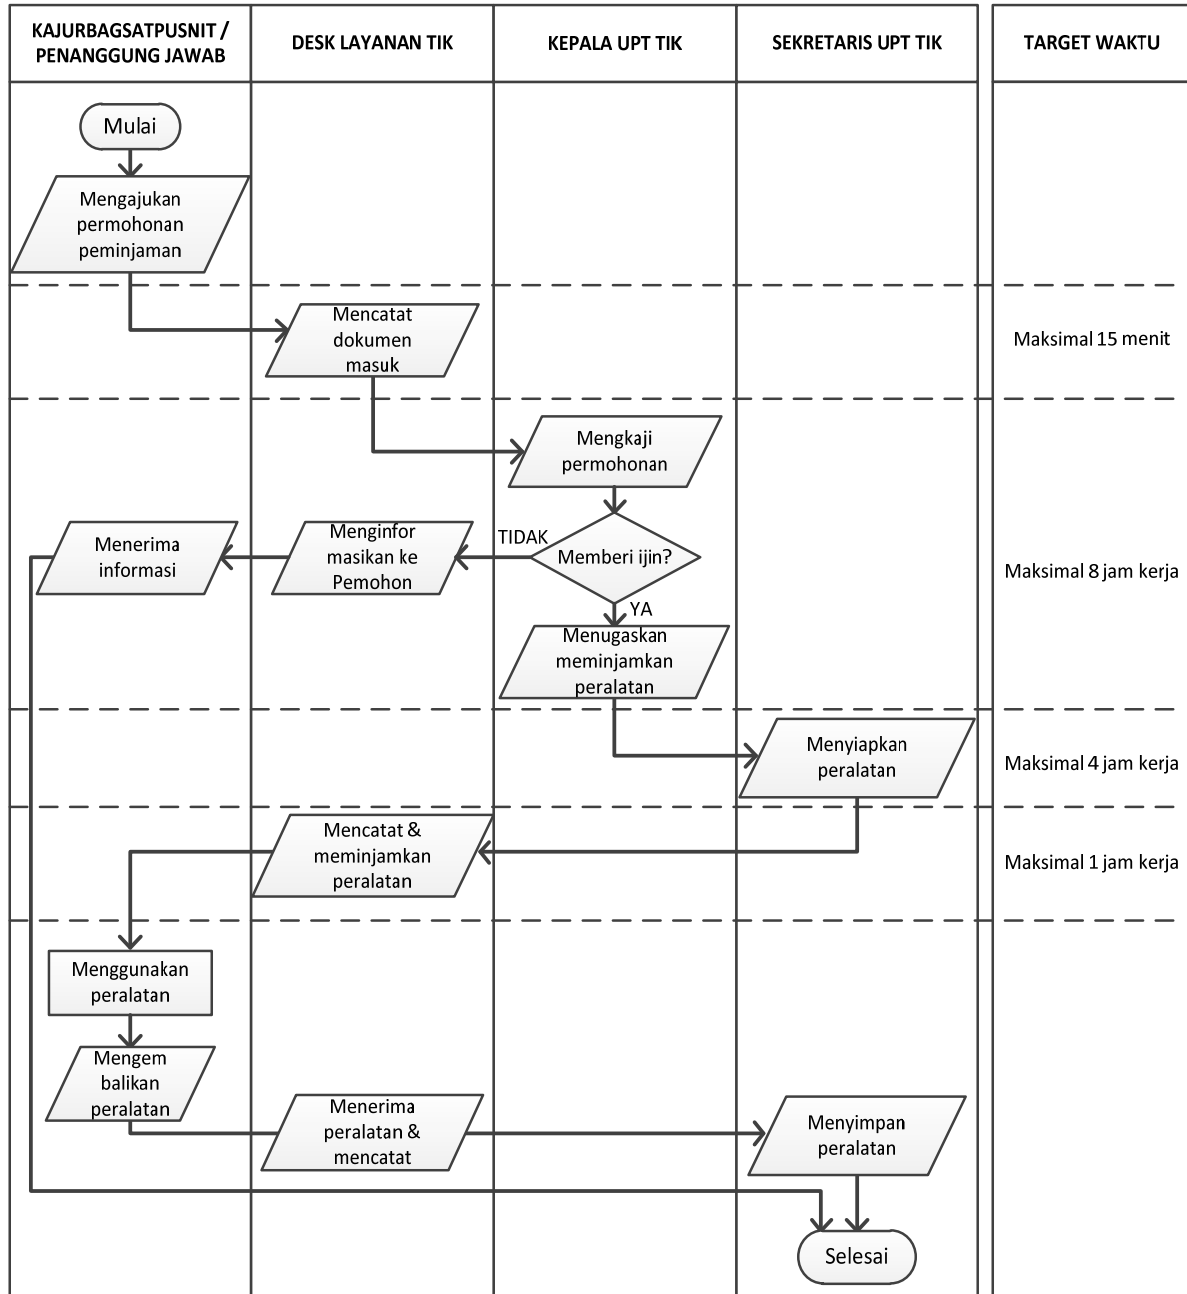 KAJURBAGSATPUSNIT /
PENANGGUNG JAWAB
DESK LAYANAN TIK
KEPALA UPT TIK
SEKRETARIS UPT TIK
TARGET WAKTU
Mulai
Mengajukan
permohonan
peminjaman
Mencatat
dokumen
masuk
Maksimal 15 menit
Mengkaji
permohonan
Memberi ijin?
TIDAK
Menginfor
masikan ke
Pemohon
Menerima
informasi
Maksimal 8 jam kerja
YA
Menugaskan
meminjamkan
peralatan
Menyiapkan
peralatan
Maksimal 4 jam kerja
Mencatat &
meminjamkan
peralatan
Maksimal 1 jam kerja
Menggunakan
peralatan
Mengem
balikan
peralatan
Menerima
peralatan &
mencatat
Menyimpan
peralatan
Selesai